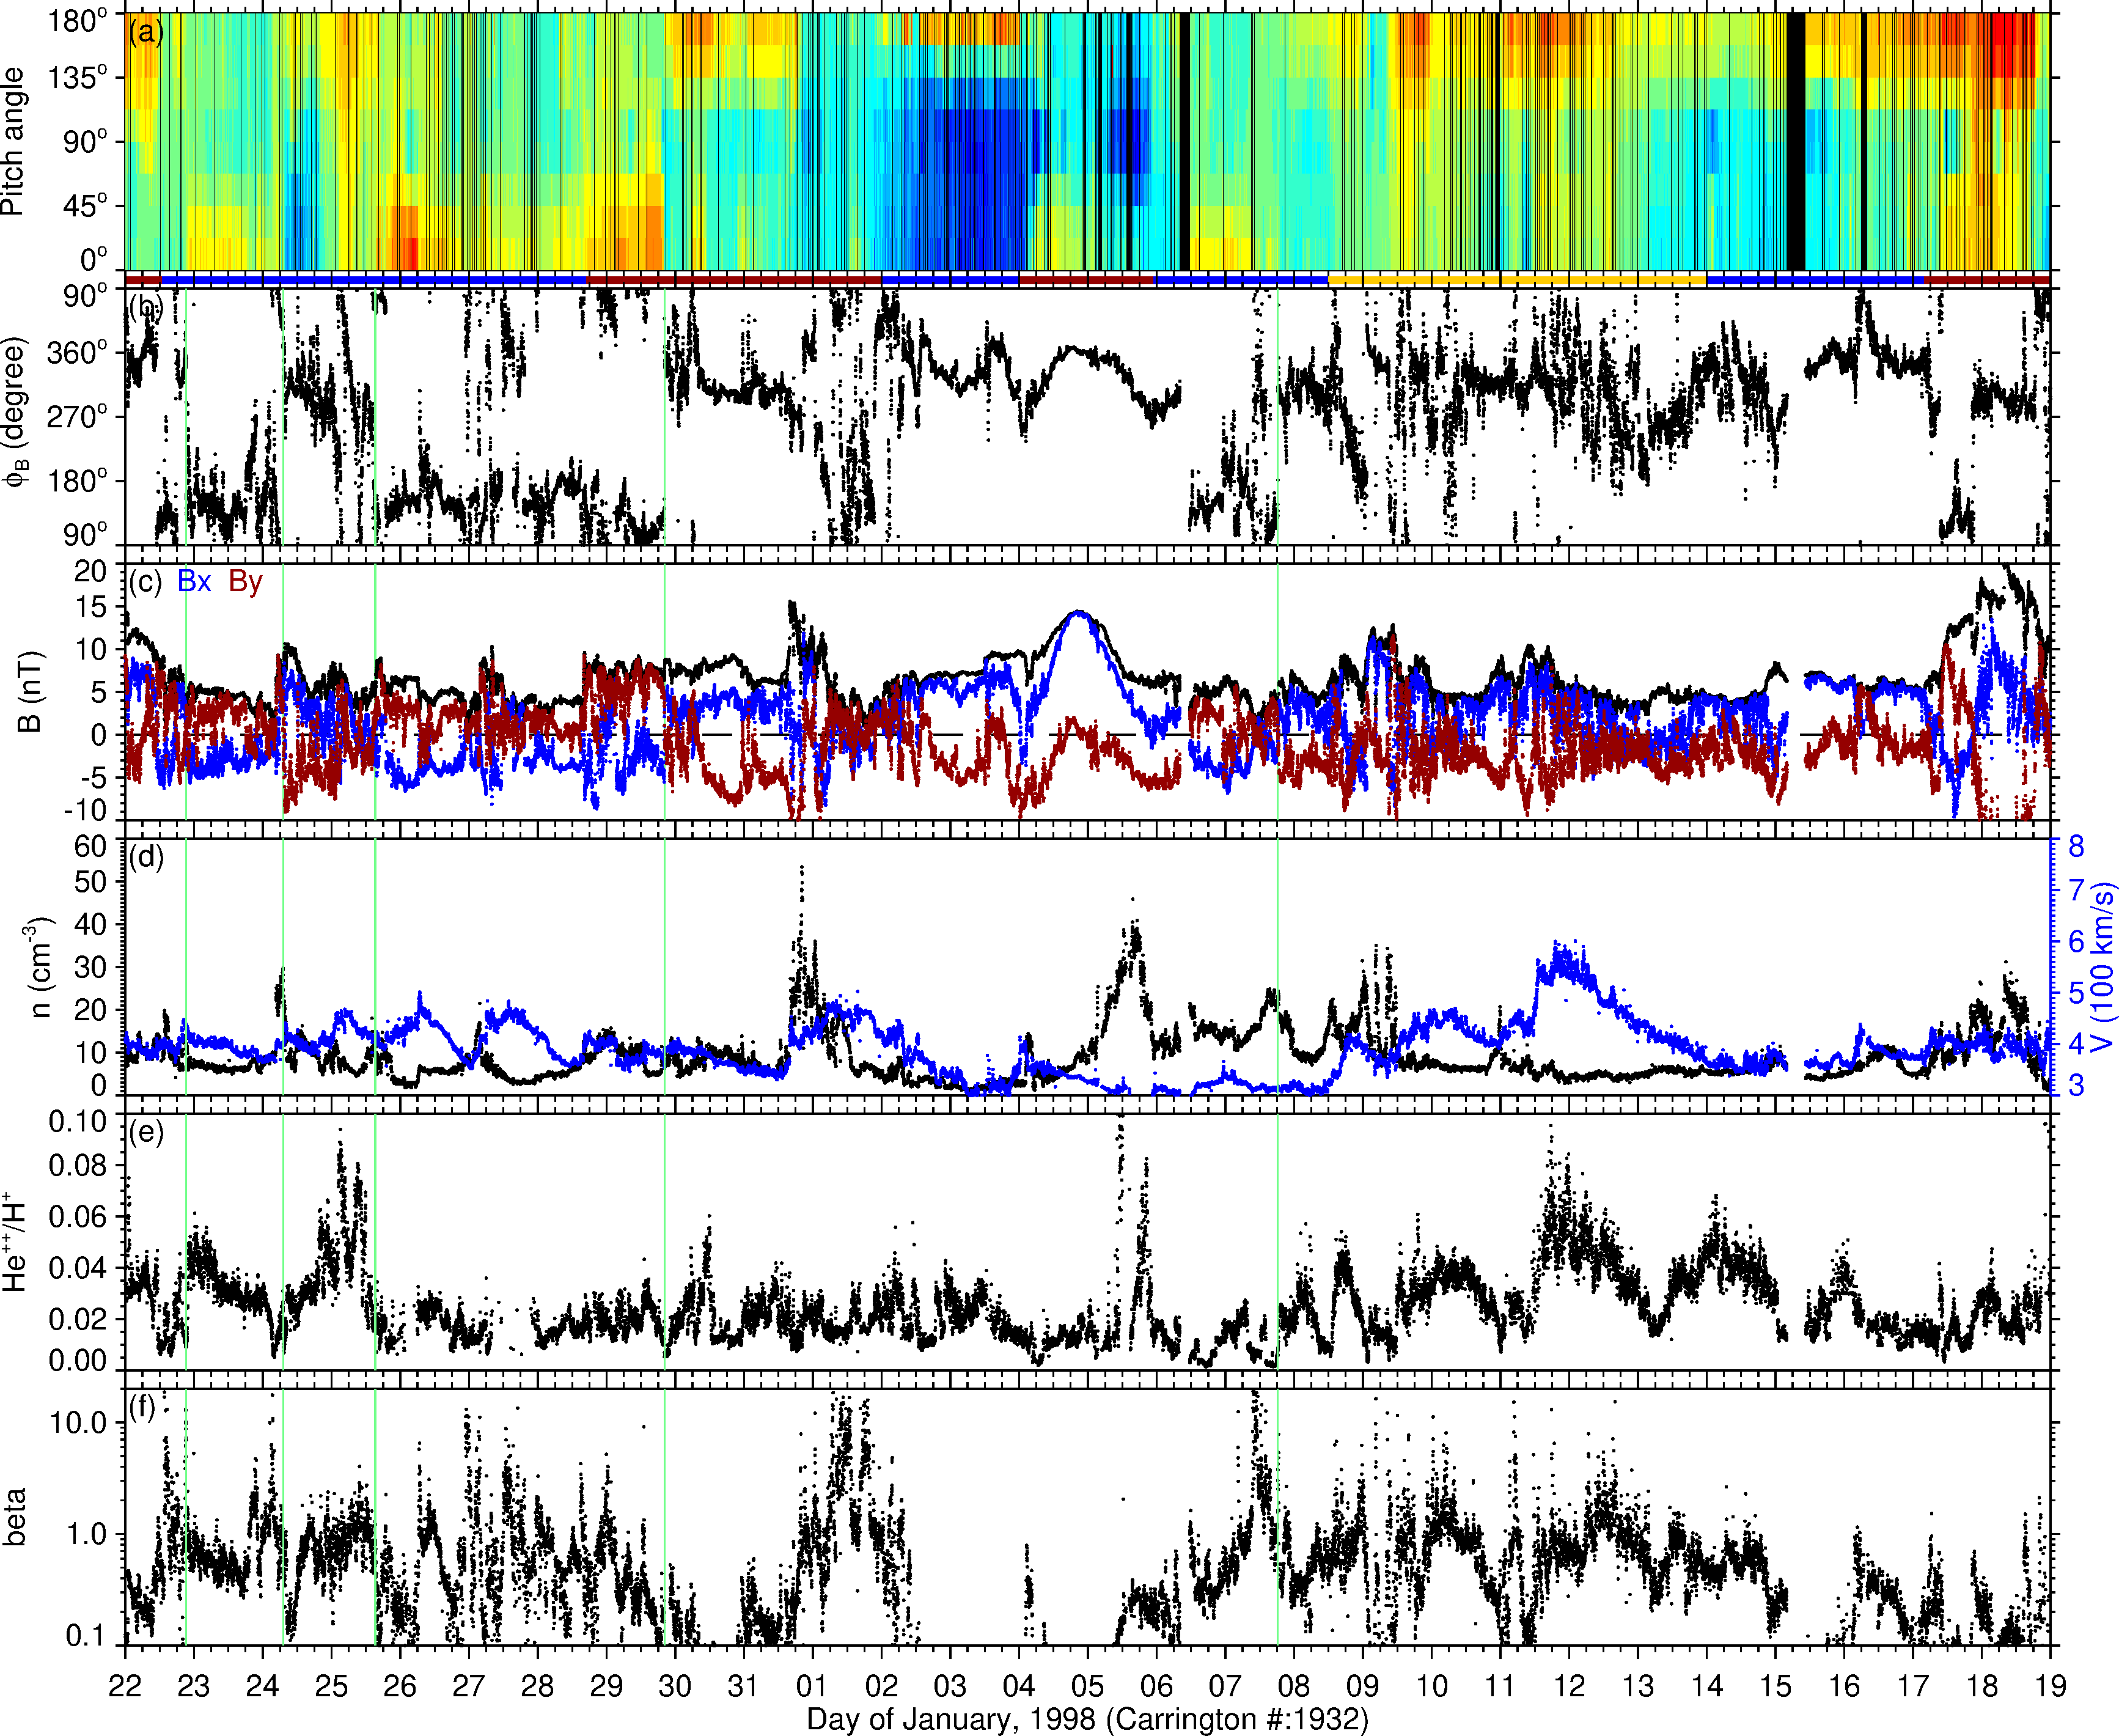 (a)
Pitch angle
180°
135°
90°
45°
0°
(b)
ϕB (degree)
90°
360°
270°
180°
90°
(c) Bx By
B (nT)
20
15
10
5
0
-5
-10
(d)
n (cm-3)
60
50
40
30
20
10
0
8
7
6
5
4
3
V (100 km/s)
(e)
He++/H+
0.10
0.08
0.06
0.04
0.02
0.00
(f)
beta
10.0
1.0
0.1
22 23 24 25 26 27 28 29 30 31 01 02 03 04 05 06 07 08 09 10 11 12 13 14 15 16 17 18 19
Day of January, 1998 (Carrington #:1932)